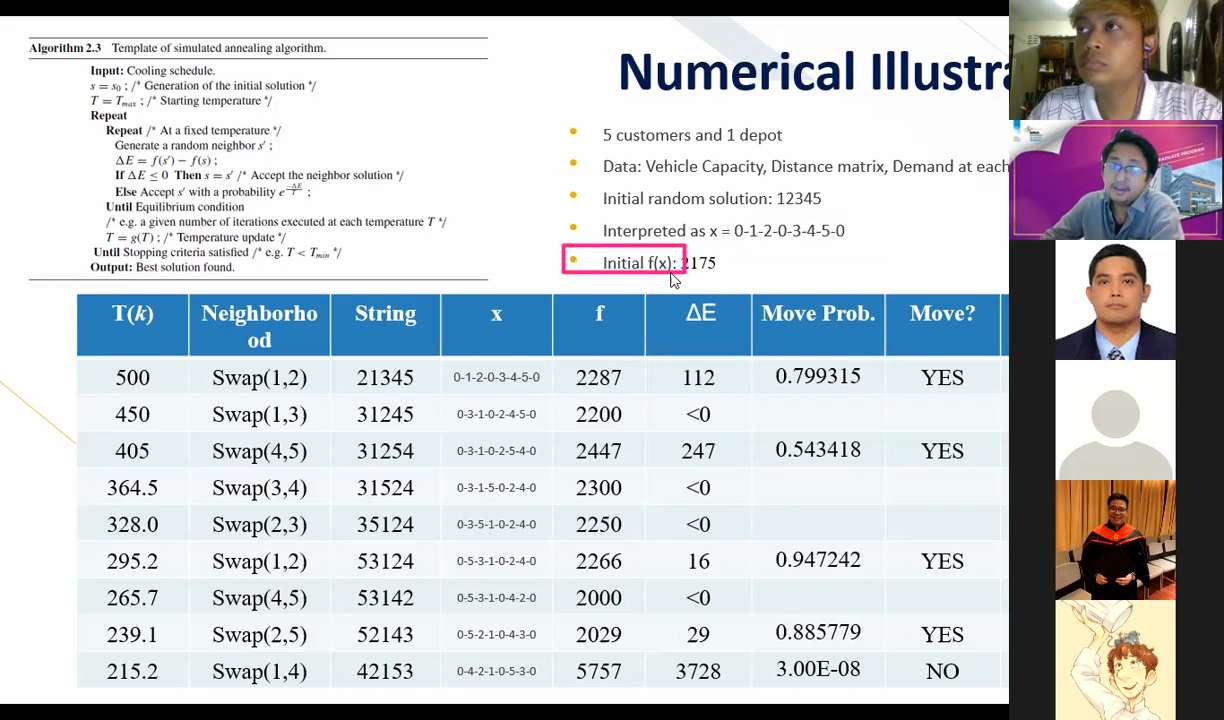 Algorithm 2.3 Template of simulated annealing algorithm.
Input: Cooling schedule.
s = s0 ; /* Generation of the initial solution */
T = Tmax ; /* Starting temperature */
Repeat
Repeat /* At a fixed temperature */
Generate a random neighbor s′ ;
ΔE = f(s′) − f(s) ;
If ΔE ≤ 0 Then s = s′ /* Accept the neighbor solution */
Else Accept s′ with a probability e^(−ΔE/T) ;
Until Equilibrium condition
/* e.g. a given number of iterations executed at each temperature T */
T = g(T) ; /* Temperature update */
Until Stopping criteria satisfied /* e.g. T < Tmin */
Output: Best solution found.
Numerical Illustra
5 customers and 1 depot
Data: Vehicle Capacity, Distance matrix, Demand at each
Initial random solution: 12345
Interpreted as x = 0-1-2-0-3-4-5-0
Initial f(x): 2175
T(k) Neighborho od String x f ΔE Move Prob. Move?
500 Swap(1,2) 21345 0-1-2-0-3-4-5-0 2287 112 0.799315 YES
450 Swap(1,3) 31245 0-3-1-0-2-4-5-0 2200 <0
405 Swap(4,5) 31254 0-3-1-0-2-5-4-0 2447 247 0.543418 YES
364.5 Swap(3,4) 31524 0-3-1-5-0-2-4-0 2300 <0
328.0 Swap(2,3) 35124 0-3-5-1-0-2-4-0 2250 <0
295.2 Swap(1,2) 53124 0-5-3-1-0-2-4-0 2266 16 0.947242 YES
265.7 Swap(4,5) 53142 0-5-3-1-0-4-2-0 2000 <0
239.1 Swap(2,5) 52143 0-5-2-1-0-4-3-0 2029 29 0.885779 YES
215.2 Swap(1,4) 42153 0-4-2-1-0-5-3-0 5757 3728 3.00E-08 NO